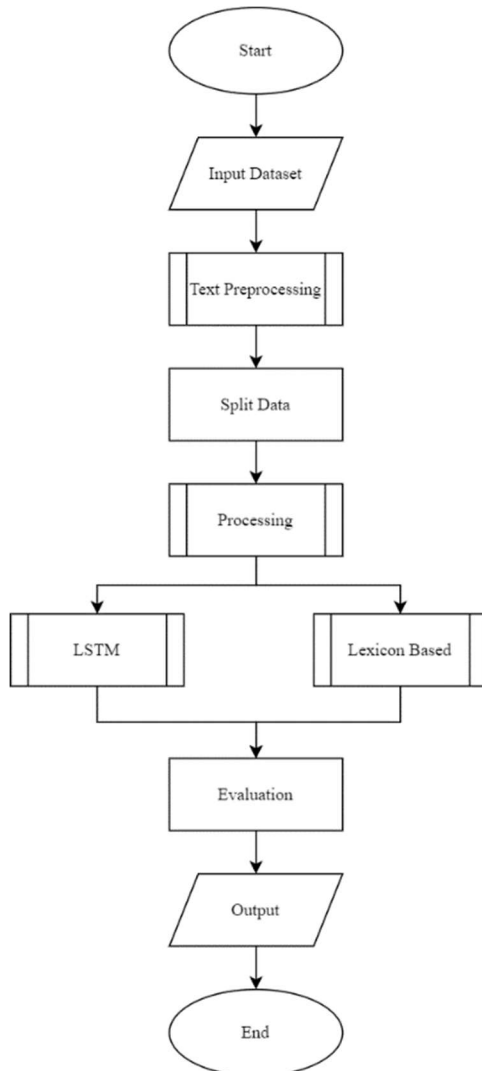 Start
Input Dataset
Text Preprocessing
Split Data
Processing
LSTM
Lexicon Based
Evaluation
Output
End